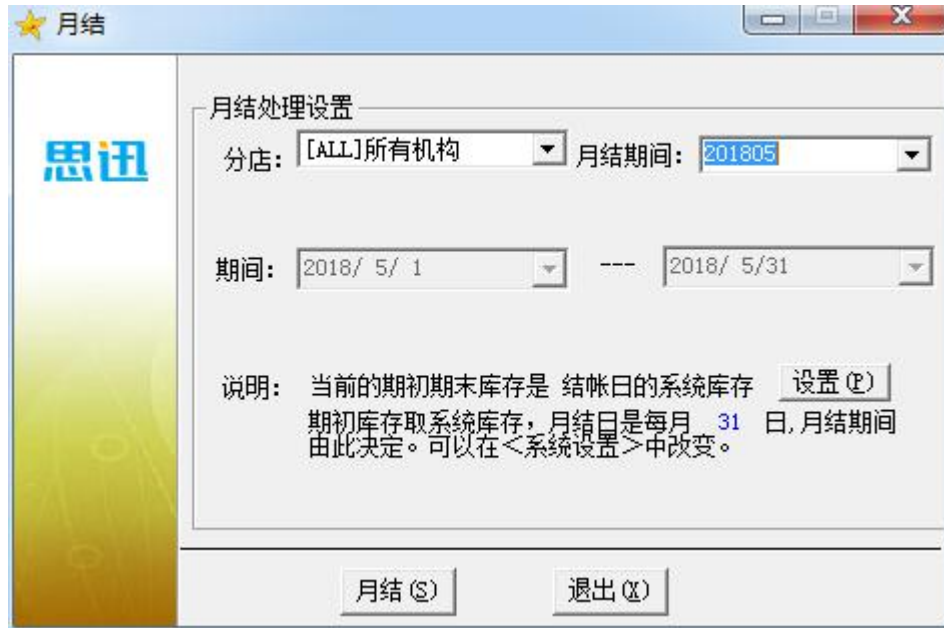 月结
思迅
月结处理设置
分店： [ALL]所有机构 月结期间： 201805
期间： 2018/ 5/ 1 --- 2018/ 5/31
说明： 当前的期初期末库存是 结帐日的系统库存 设置(P)
期初库存取系统库存，月结日是每月 31 日,月结期间
由此决定。可以在<系统设置>中改变。
月结(S) 退出(X)